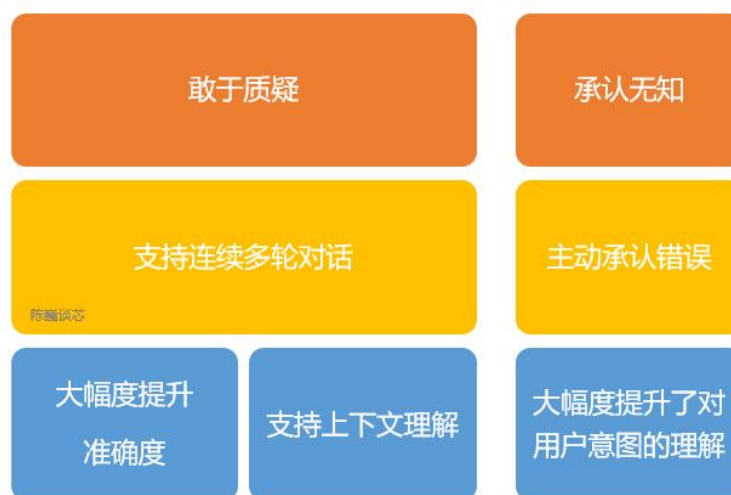 敢于质疑
承认无知
支持连续多轮对话
主动承认错误
陈巍谈芯
大幅度提升
准确度
支持上下文理解
大幅度提升了对
用户意图的理解